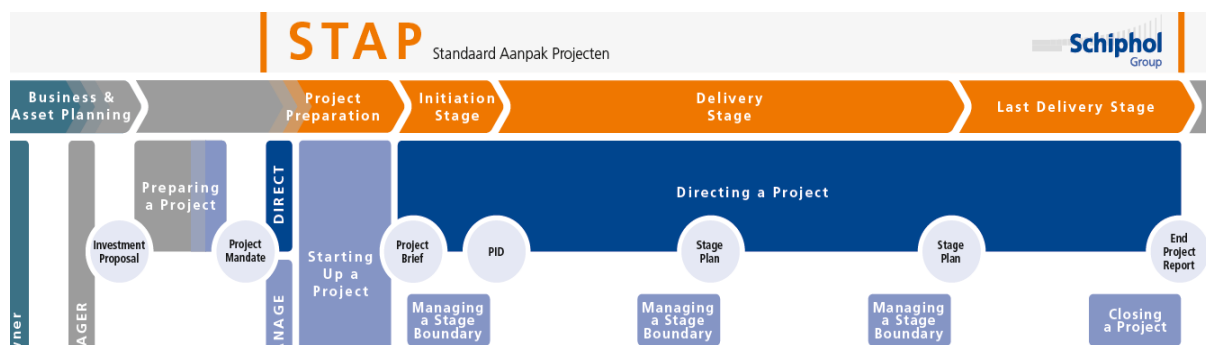 STAP Standaard Aanpak Projecten
Schiphol
Group
Business &
Asset Planning
Project
Preparation
Initiation
Stage
Delivery
Stage
Last Delivery Stage
Preparing
a Project
DIRECT
Directing a Project
Investment
Proposal
Project
Mandate
Starting
Up a
Project
Project
Brief
PID
Stage
Plan
Stage
Plan
End
Project
Report
Managing
a Stage
Boundary
Managing
a Stage
Boundary
Managing
a Stage
Boundary
Closing
a Project